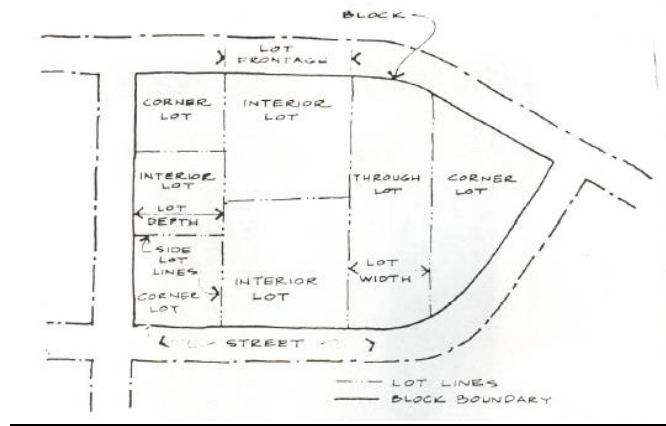 BLOCK
LOT
FRONTAGE
CORNER
LOT
INTERIOR
LOT
INTERIOR
LOT
THROUGH
LOT
CORNER
LOT
LOT
DEPTH
SIDE
LOT
LINES
CORNER
LOT
INTERIOR
LOT
LOT
WIDTH
STREET
LOT LINES
BLOCK BOUNDARY